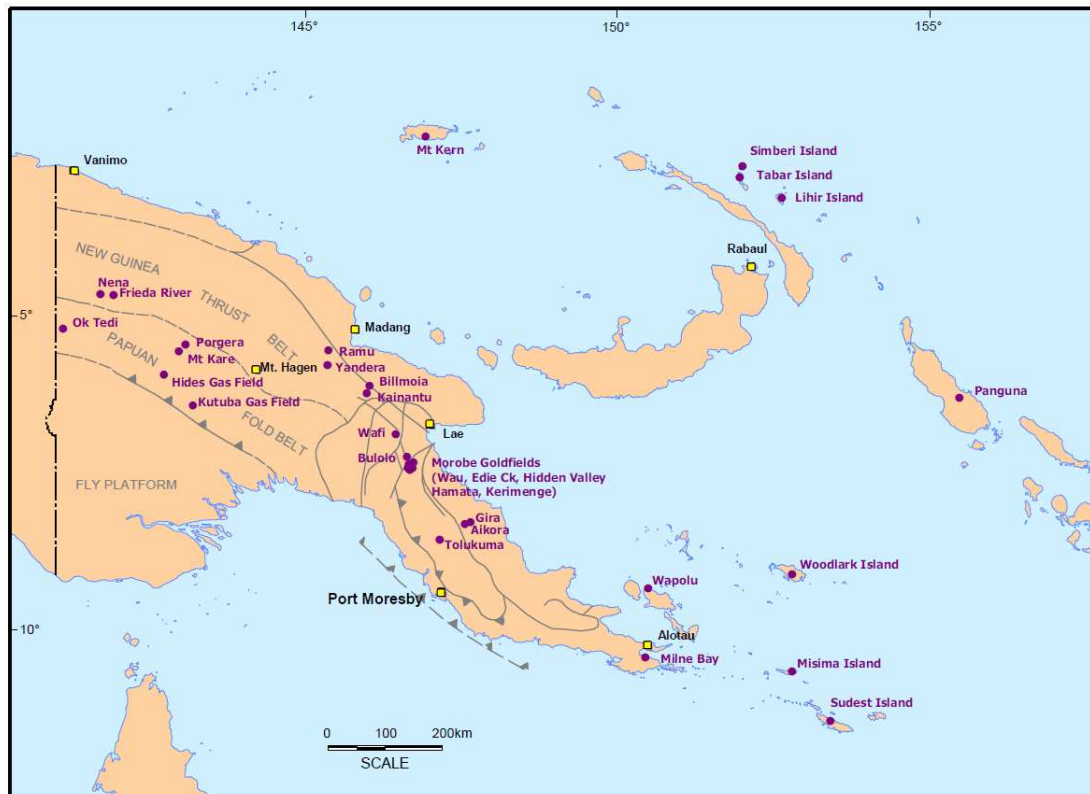 145°
150°
155°
Vanimo
Mt Kern
Simberi Island
Tabar Island
Lihir Island
Rabaul
NEW GUINEA
THRUST
BELT
Nena
Frieda River
-5°
Ok Tedi
PAPUAN
FOLD BELT
Porgera
Mt Kare
Mt. Hagen
Madang
Ramu
Yandera
Hides Gas Field
Kutuba Gas Field
Billmoia
Kainantu
Panguna
Wafi
Lae
Bulolo
Morobe Goldfields
(Wau, Edie Ck, Hidden Valley
Hamata, Kerimenge)
FLY PLATFORM
Gira
Aikora
Tolukuma
Port Moresby
Wapolu
Woodlark Island
-10°
Alotau
Milne Bay
Misima Island
Sudest Island
0 100 200km
SCALE